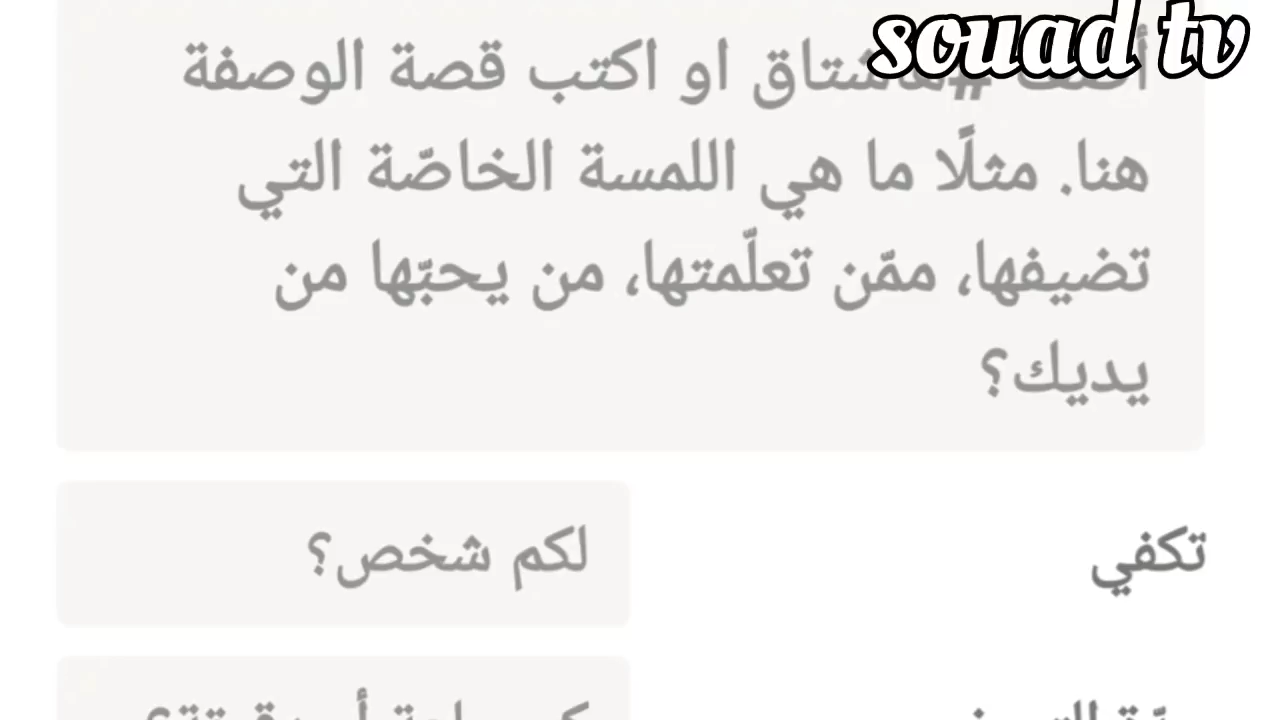 souad tv
او اكتب قصة الوصفة
هنا. مثلًا ما هي اللمسة الخاصّة التي
تضيفها، ممّن تعلّمتها، من يحبّها من
يديك؟
تكفي
لكم شخص؟